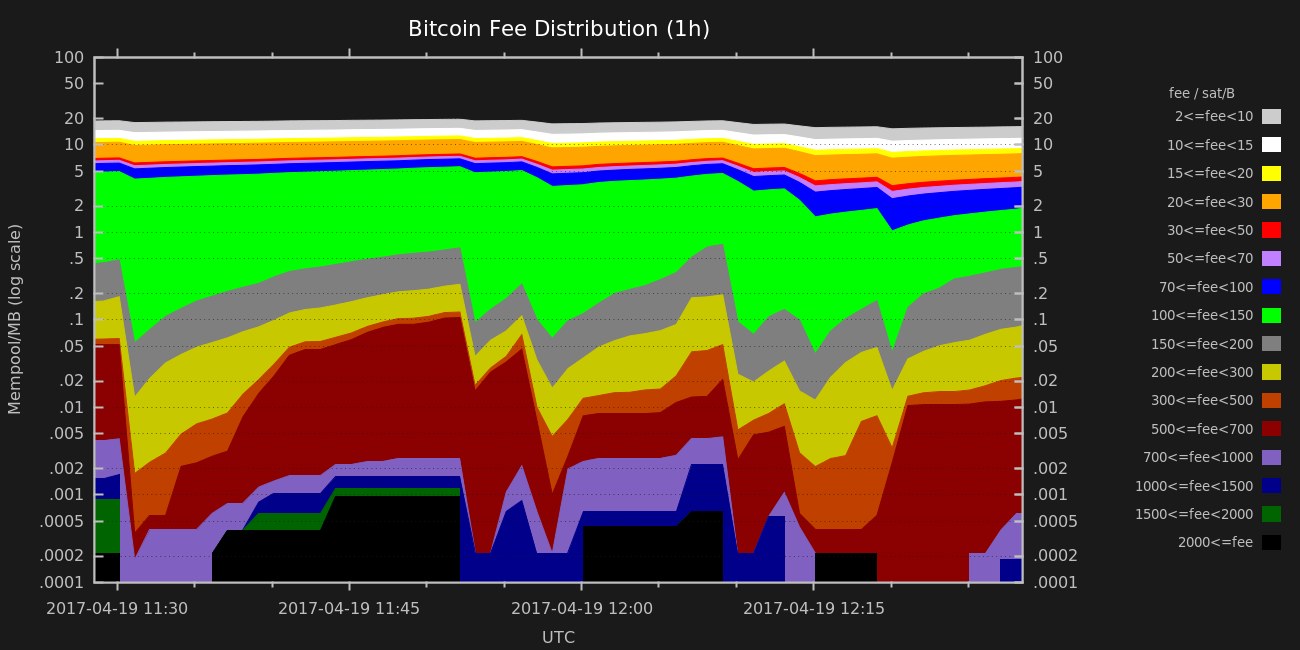 Bitcoin Fee Distribution (1h)
Mempool/MB (log scale)
100
50
20
10
5
2
1
.5
.2
.1
.05
.02
.01
.005
.002
.001
.0005
.0002
.0001
100
50
20
10
5
2
1
.5
.2
.1
.05
.02
.01
.005
.002
.001
.0005
.0002
.0001
2017-04-19 11:30 2017-04-19 11:45 2017-04-19 12:00 2017-04-19 12:15
UTC
fee / sat/B
2<=fee<10
10<=fee<15
15<=fee<20
20<=fee<30
30<=fee<50
50<=fee<70
70<=fee<100
100<=fee<150
150<=fee<200
200<=fee<300
300<=fee<500
500<=fee<700
700<=fee<1000
1000<=fee<1500
1500<=fee<2000
2000<=fee